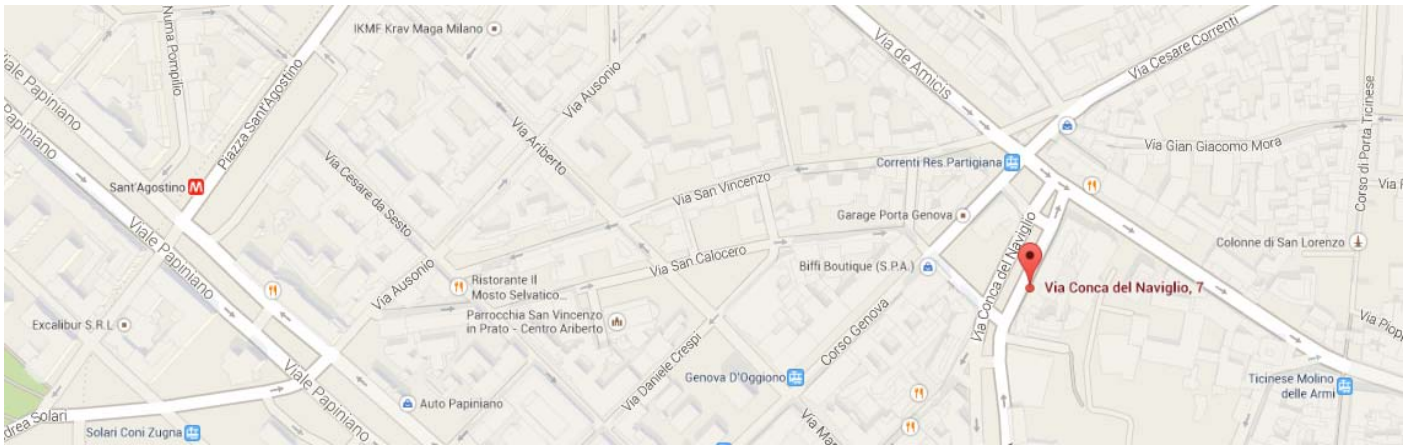 Numa Pompilio
IKMF Krav Maga Milano
Via de Amicis
Via Cesare Correnti
Viale Papiniano
Piazza Sant'Agostino
Via Ausonio
Via Ariberto
Corso di Porta Ticinese
Papiniano
Via Gian Giacomo Mora
Correnti Res.Partigiana
Sant'Agostino
M
Via Cesare da Sesto
Via San Vincenzo
Garage Porta Genova
Via Conca del Naviglio
Colonne di San Lorenzo
Viale Papiniano
Via San Calocero
Biffi Boutique (S.P.A.)
Via Ausonio
Ristorante Il
Mosto Selvatico...
Via Conca del Naviglio, 7
Parrocchia San Vincenzo
in Prato - Centro Ariberto
Excalibur S.R.L
Via Conca del Naviglio
Corso Genova
Via Daniele Crespi
Genova D'Oggiono
Viale Papiniano
Auto Papiniano
Ticinese Molino
delle Armi
drea Solari
Solari Coni Zugna